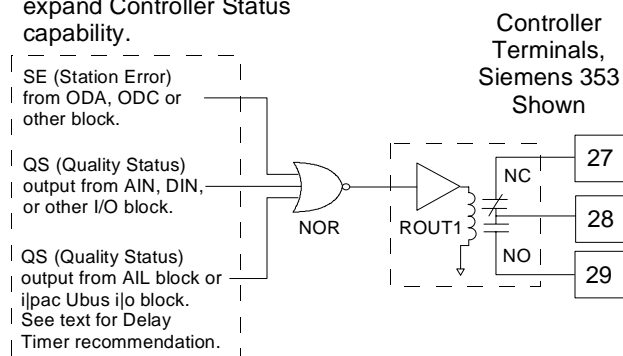 expand Controller Status
capability.
Controller
Terminals,
Siemens 353
Shown
SE (Station Error)
from ODA, ODC or
other block.
QS (Quality Status)
output from AIN, DIN,
or other I/O block.
QS (Quality Status)
output from AIL block or
i|pac Ubus i|o block.
See text for Delay
Timer recommendation.
NOR
ROUT1
NC
NO
27
28
29